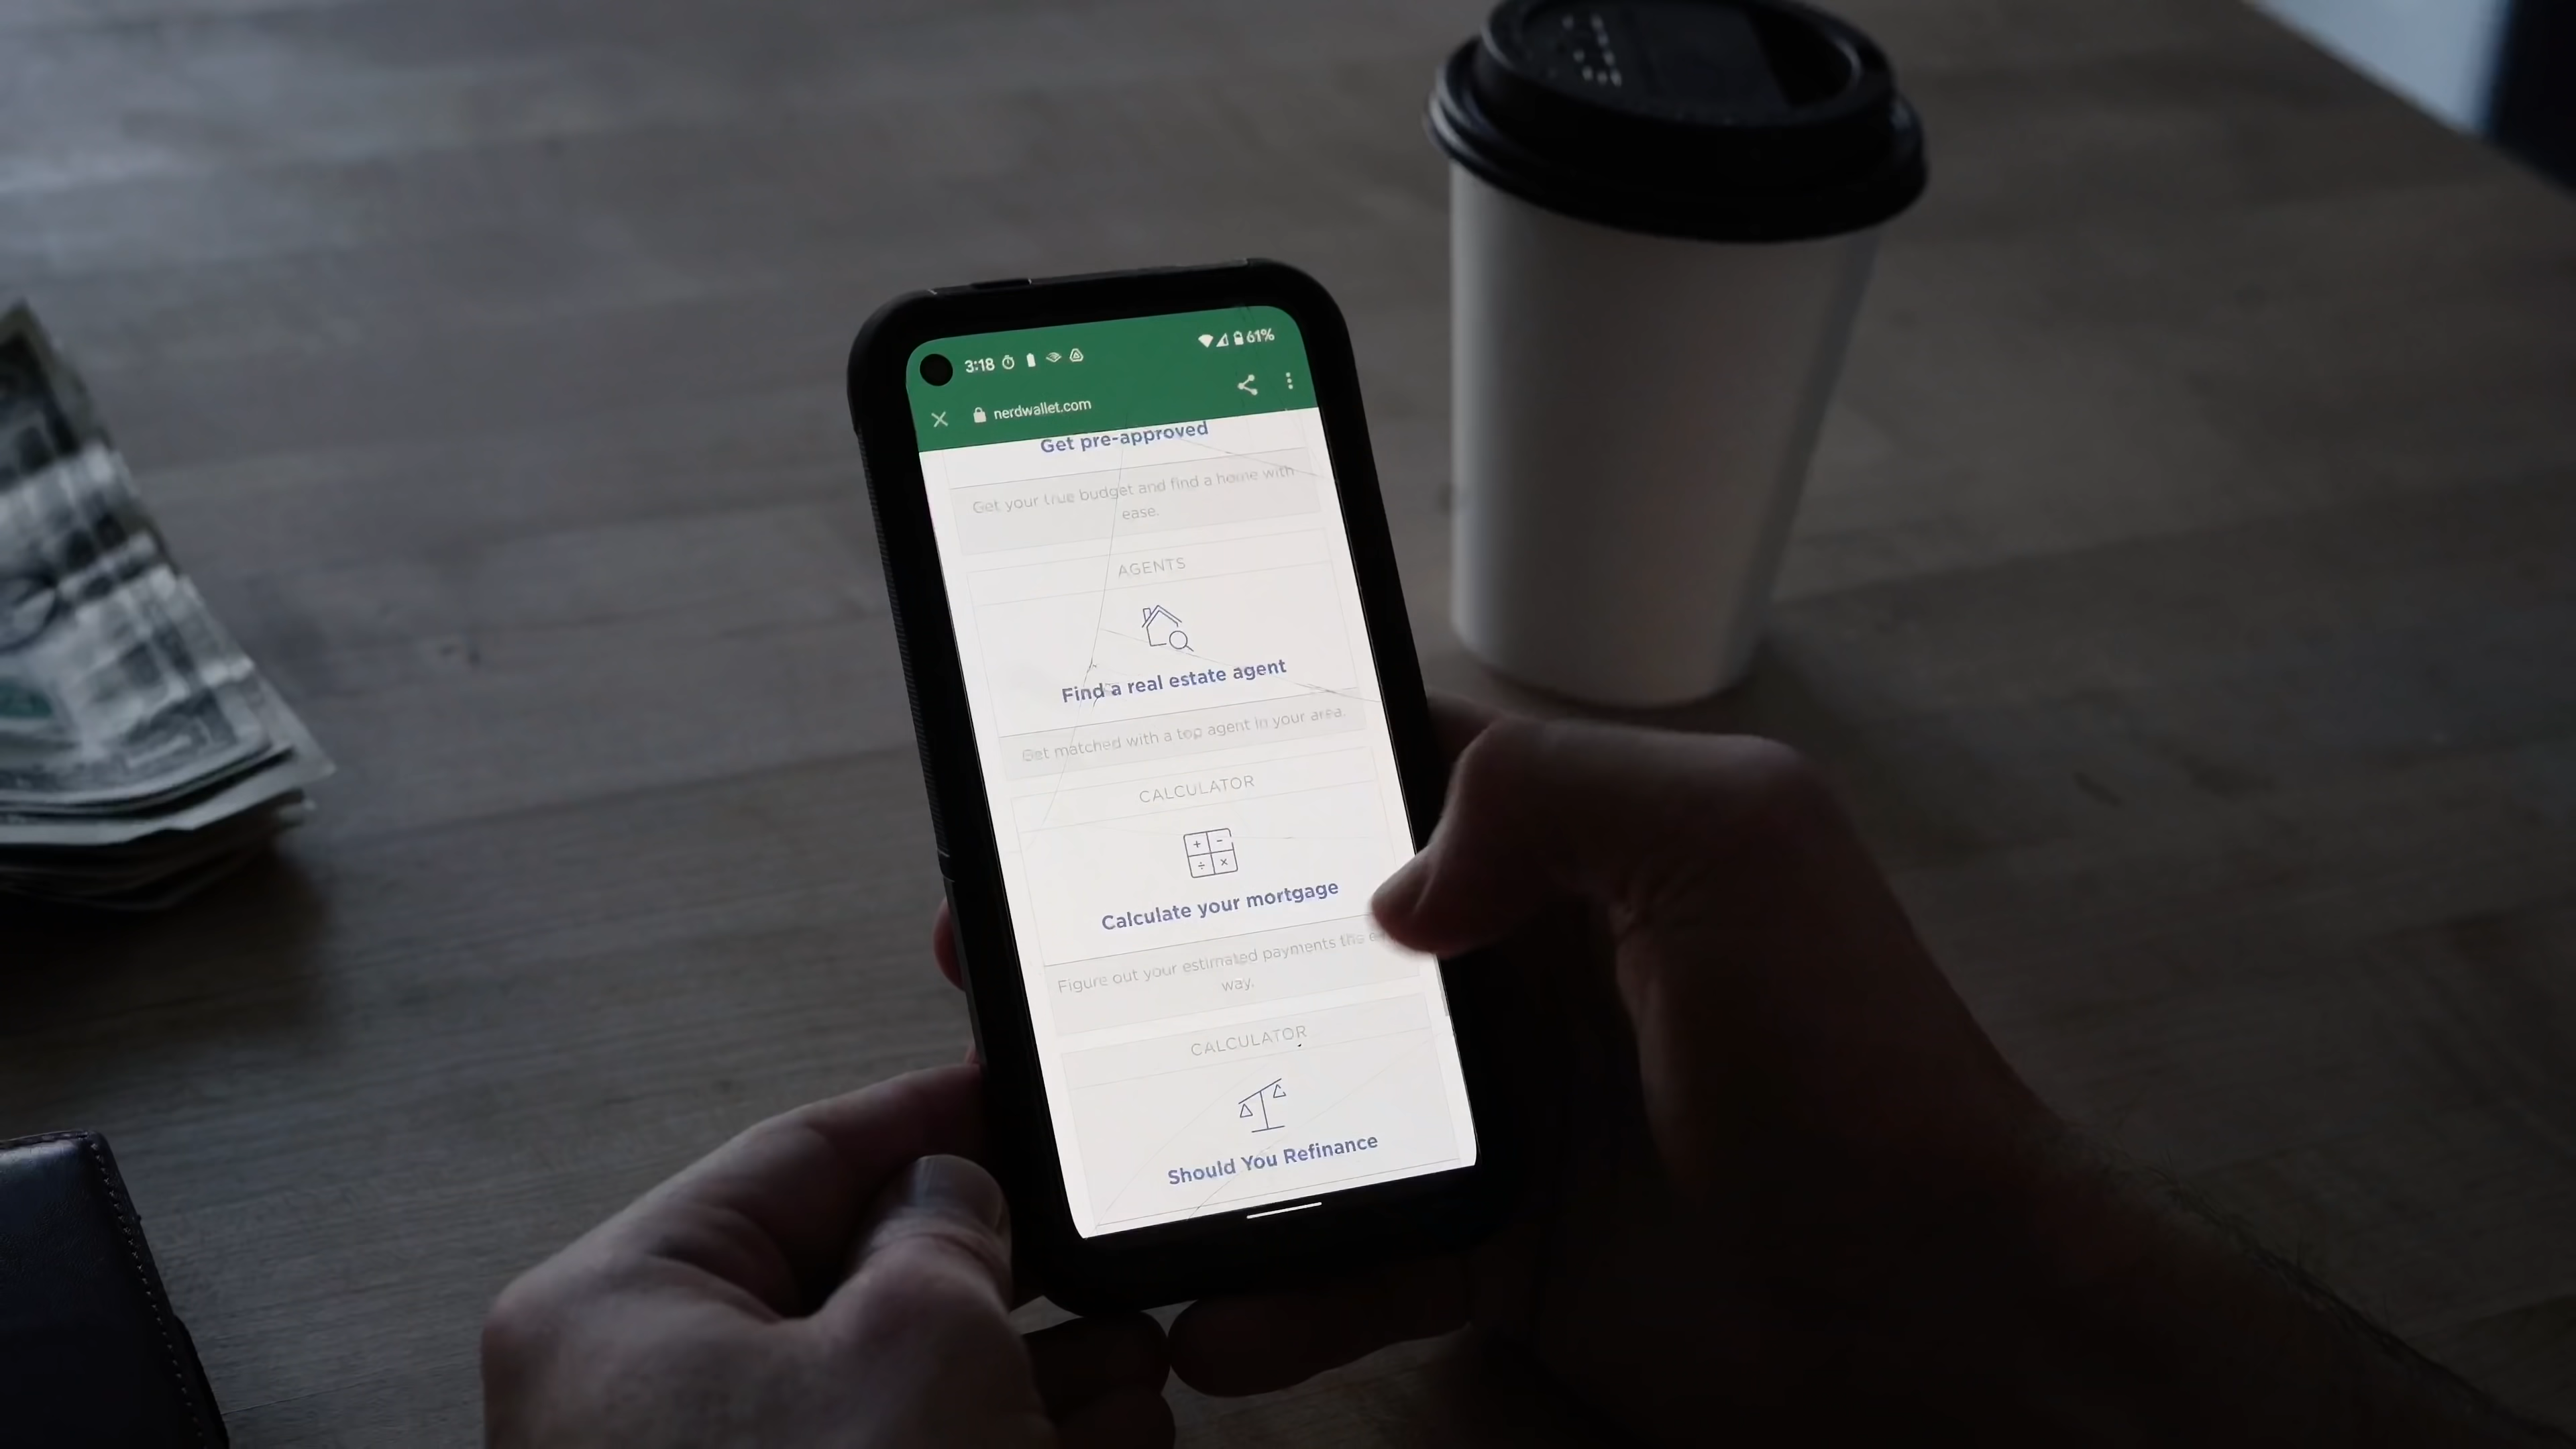 3:18 61%
nerdwallet.com
Get pre-approved
Get your true budget and find a home with
ease.
AGENTS
Find a real estate agent
Get matched with a top agent in your area.
CALCULATOR
+ −
÷ ×
Calculate your mortgage
Figure out your estimated payments the
way.
CALCULATOR
Should You Refinance